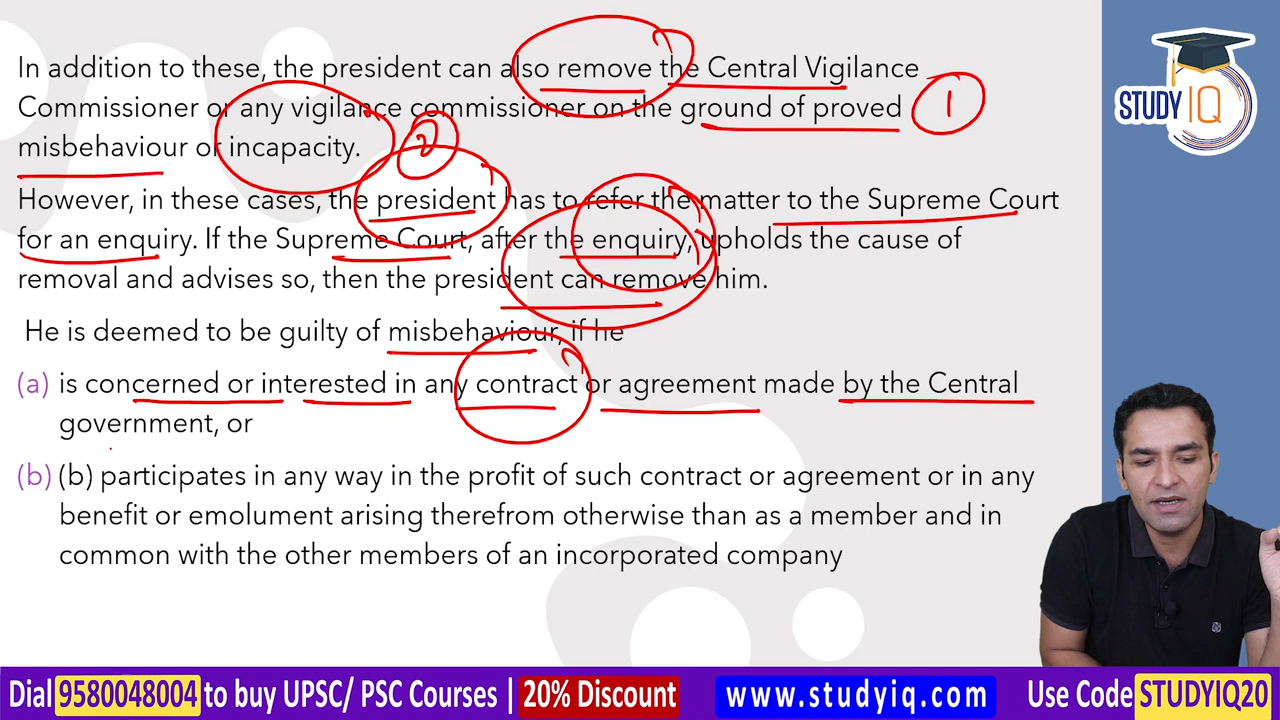 In addition to these, the president can also remove the Central Vigilance
Commissioner or any vigilance commissioner on the ground of proved
1
misbehaviour or incapacity.
2
However, in these cases, the president has to refer the matter to the Supreme Court
for an enquiry. If the Supreme Court, after the enquiry, upholds the cause of
removal and advises so, then the president can remove him.
He is deemed to be guilty of misbehaviour, if he
(a) is concerned or interested in any contract or agreement made by the Central
government, or
(b) (b) participates in any way in the profit of such contract or agreement or in any
benefit or emolument arising therefrom otherwise than as a member and in
common with the other members of an incorporated company
STUDY IQ
Dial 9580048004 to buy UPSC/ PSC Courses | 20% Discount www.studyiq.com Use Code STUDYIQ20